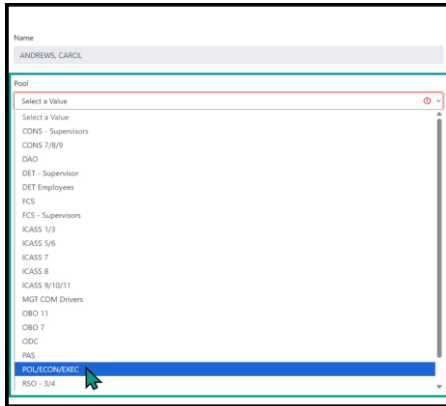 Name
ANDREWS, CAROL
Pool
Select a Value
Select a Value
CONS - Supervisors
CONS 7/8/9
DAO
DET - Supervisor
DET Employees
FCS
FCS - Supervisors
ICASS 1/3
ICASS 5/6
ICASS 7
ICASS 8
ICASS 9/10/11
MGT COM Drivers
OBO 11
OBO 7
ODC
PAS
POL/ECON/EXEC
RSO - 3/4